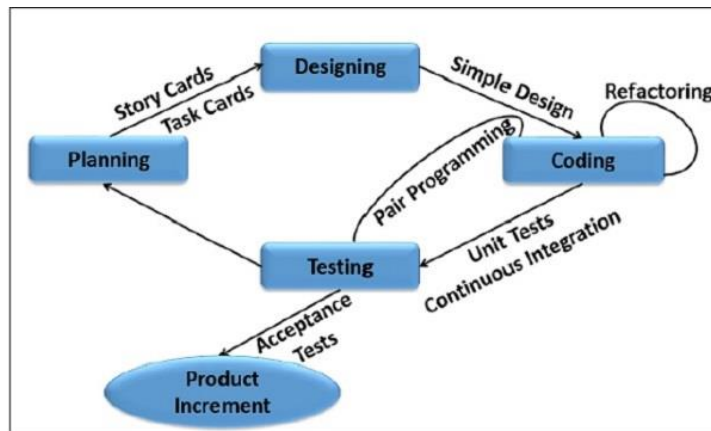 Designing
Story Cards
Task Cards
Simple Design
Refactoring
Planning
Pair Programming
Coding
Testing
Unit Tests
Continuous Integration
Acceptance
Tests
Product
Increment